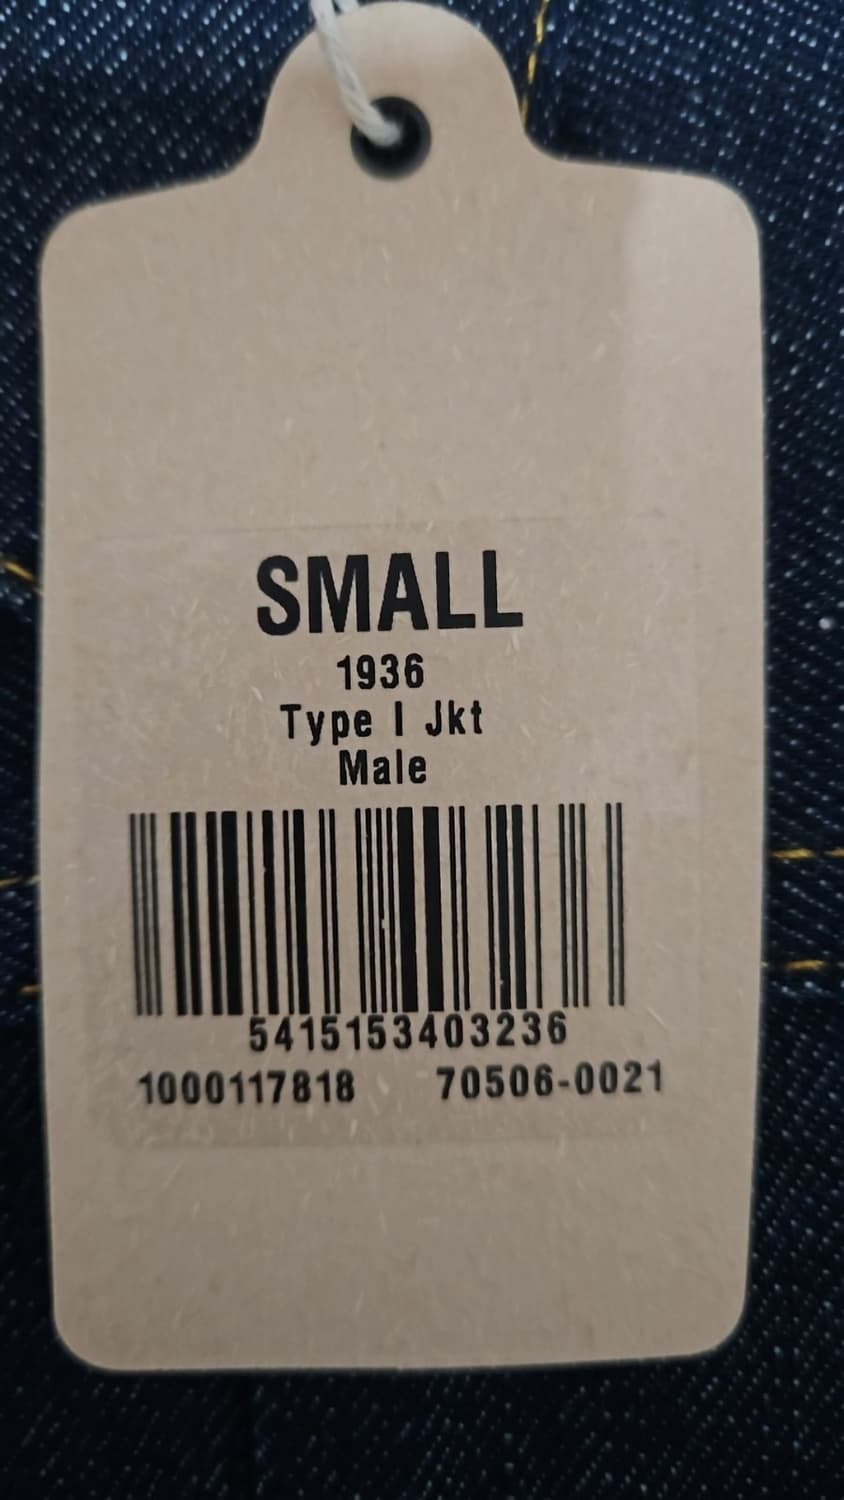 SMALL
1936
Type I Jkt
Male
5415153403236
1000117818 70506-0021